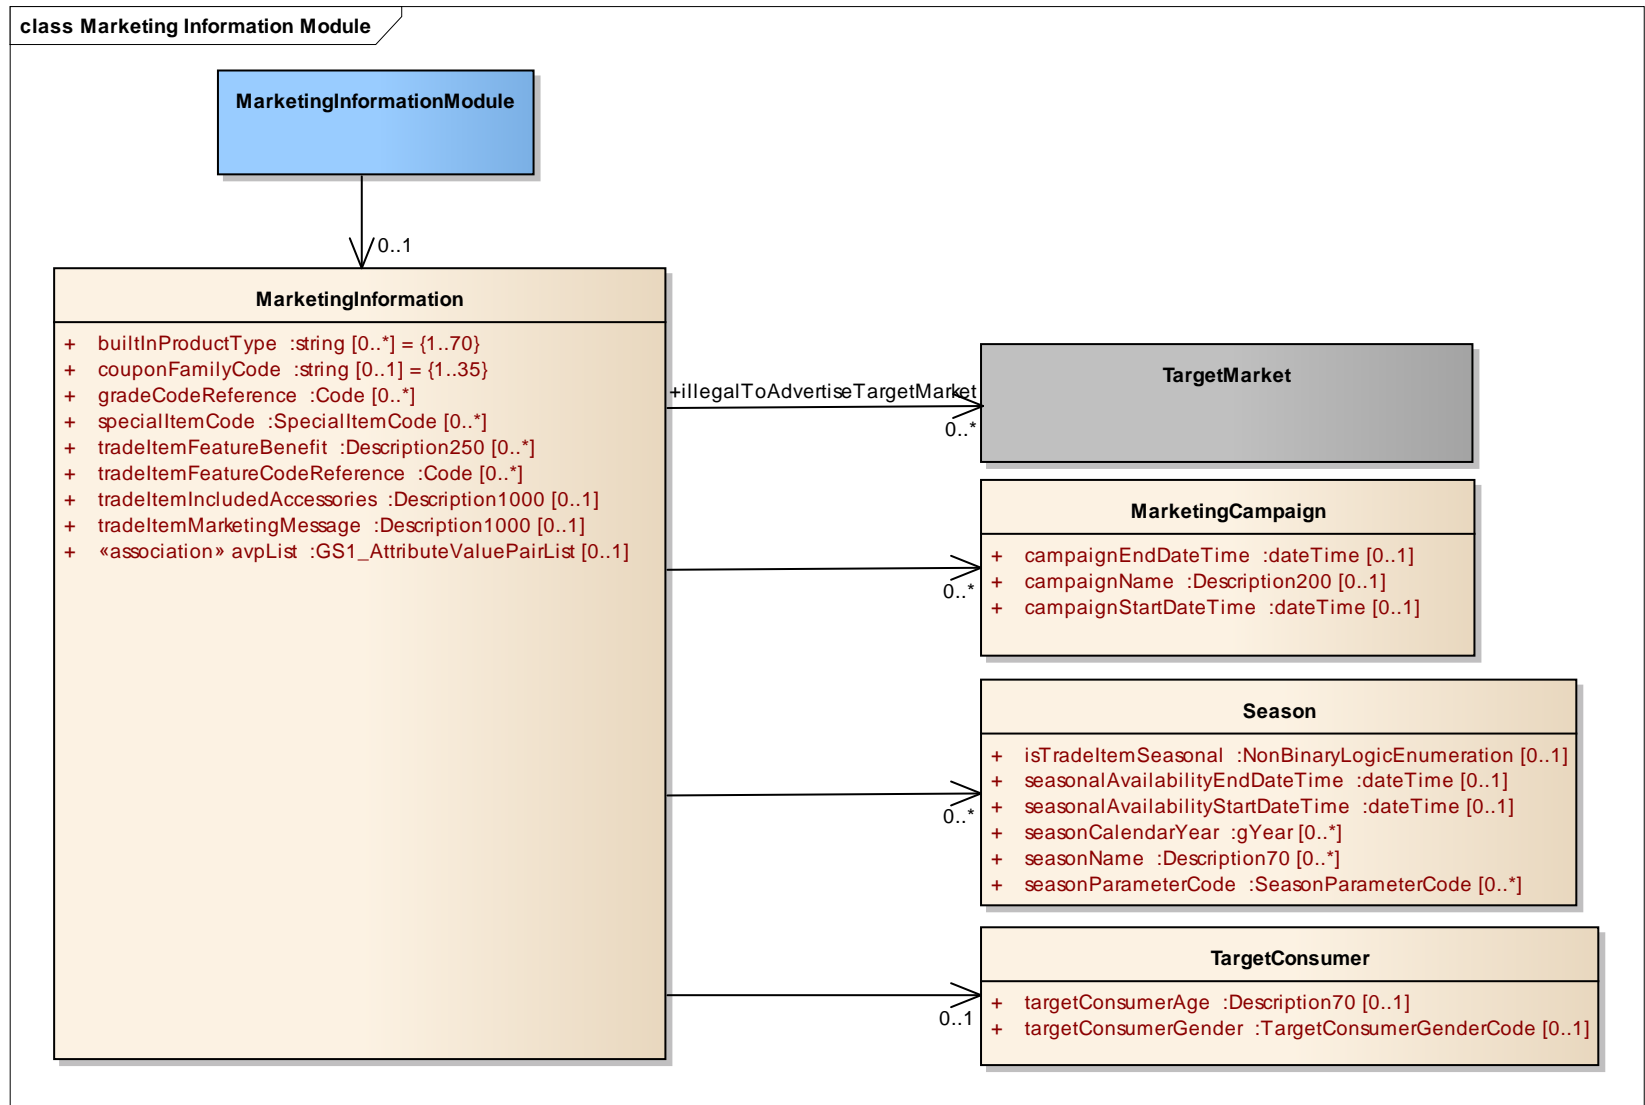 class Marketing Information Module
MarketingInformationModule
0..1
MarketingInformation
+ builtInProductType :string [0..*] = {1..70}
+ couponFamilyCode :string [0..1] = {1..35}
+ gradeCodeReference :Code [0..*]
+ specialItemCode :SpecialItemCode [0..*]
+ tradeItemFeatureBenefit :Description250 [0..*]
+ tradeItemFeatureCodeReference :Code [0..*]
+ tradeItemIncludedAccessories :Description1000 [0..1]
+ tradeItemMarketingMessage :Description1000 [0..1]
+ «association» avpList :GS1_AttributeValuePairList [0..1]
+illegalToAdvertiseTargetMarket
0..*
TargetMarket
0..*
MarketingCampaign
+ campaignEndDateTime :dateTime [0..1]
+ campaignName :Description200 [0..1]
+ campaignStartDateTime :dateTime [0..1]
0..*
Season
+ isTradeItemSeasonal :NonBinaryLogicEnumeration [0..1]
+ seasonalAvailabilityEndDateTime :dateTime [0..1]
+ seasonalAvailabilityStartDateTime :dateTime [0..1]
+ seasonCalendarYear :gYear [0..*]
+ seasonName :Description70 [0..*]
+ seasonParameterCode :SeasonParameterCode [0..*]
0..1
TargetConsumer
+ targetConsumerAge :Description70 [0..1]
+ targetConsumerGender :TargetConsumerGenderCode [0..1]